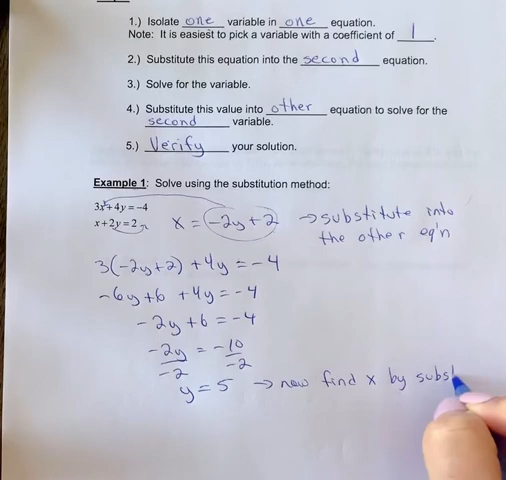 1.) Isolate one variable in one equation.
Note: It is easiest to pick a variable with a coefficient of 1.
2.) Substitute this equation into the second equation.
3.) Solve for the variable.
4.) Substitute this value into other equation to solve for the
second variable.
5.) Verify your solution.
Example 1: Solve using the substitution method:
3x+4y=-4
x+2y=2
x = -2y+2 → substitute into
the other eq'n
3(-2y+2) +4y = -4
-6y+6 +4y = -4
-2y+6 = -4
-2y = -10
-2 -2
y = 5 → now find x by subs